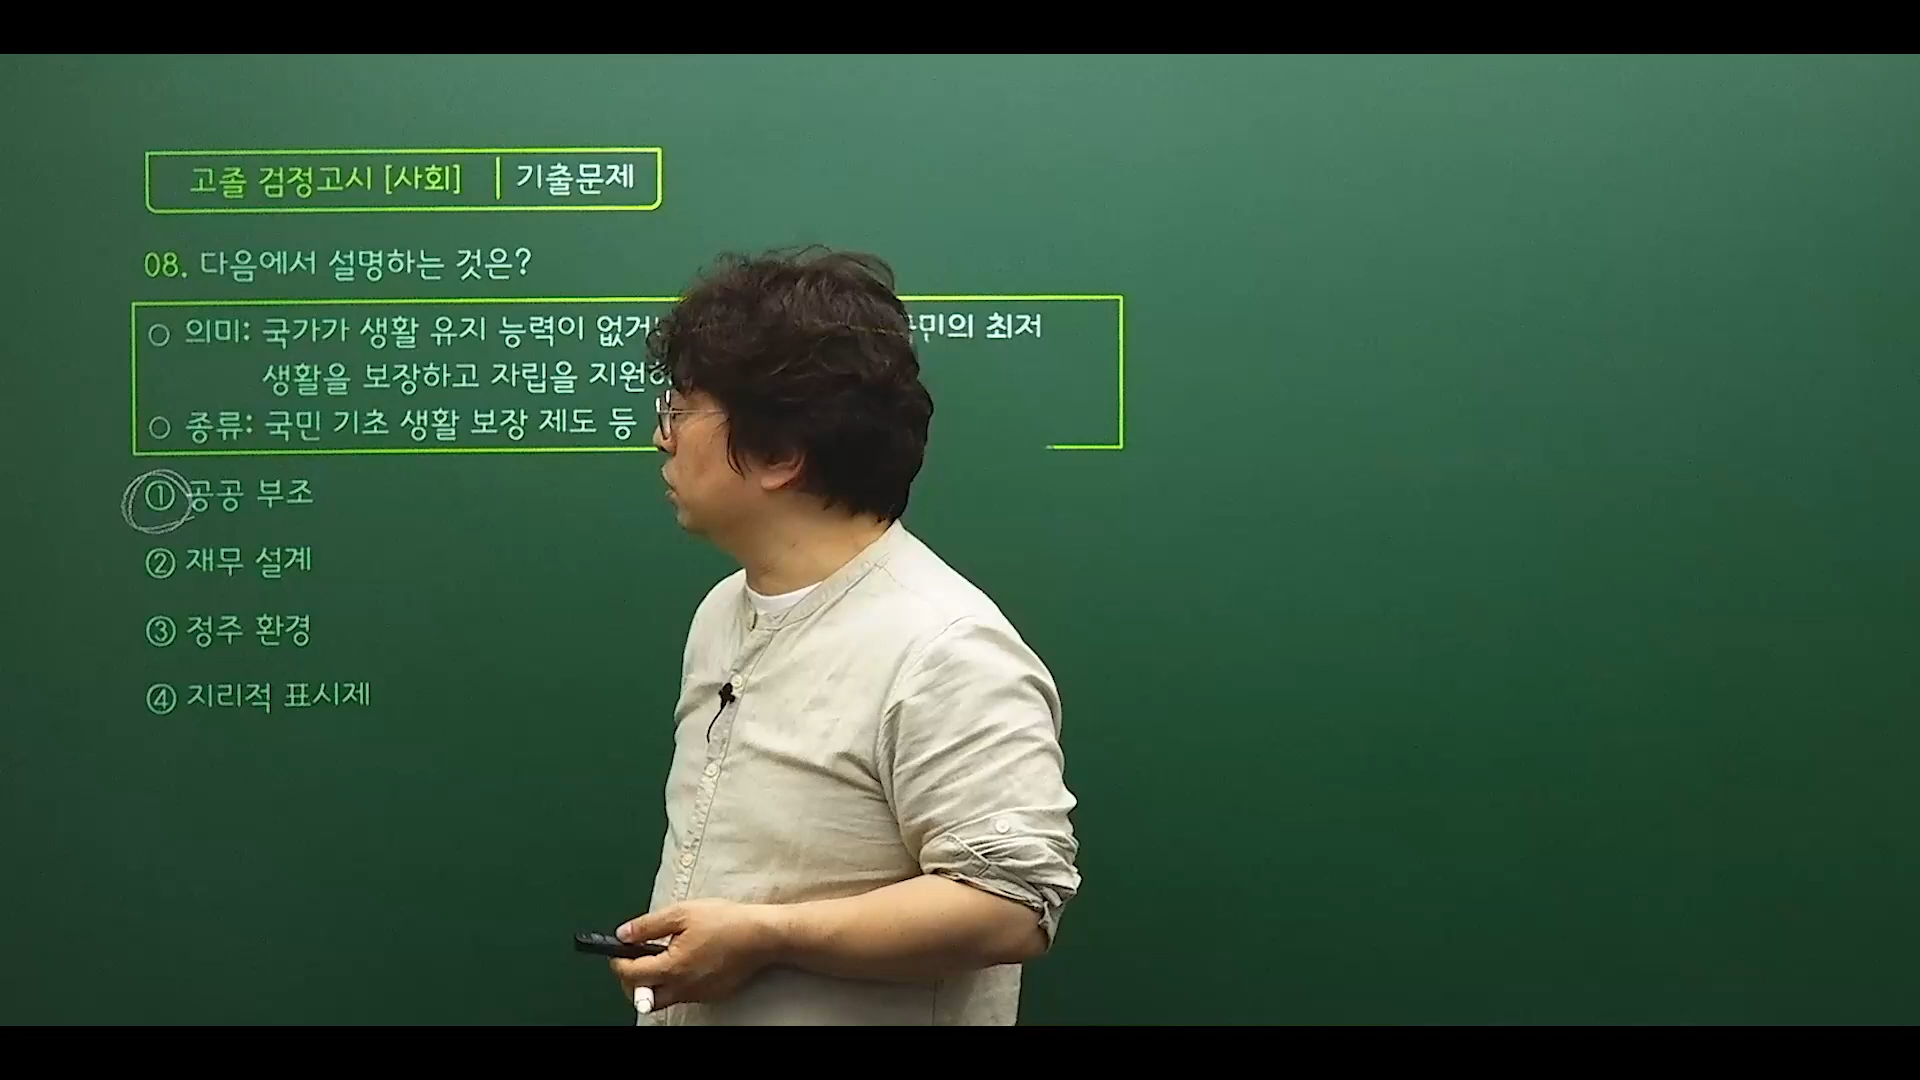 고졸 검정고시 [사회] 기출문제
08. 다음에서 설명하는 것은?
○ 의미: 국가가 생활 유지 능력이 없거 의 최저
생활을 보장하고 자립을 지원
○ 종류: 국민 기초 생활 보장 제도 등
① 공공 부조
② 재무 설계
③ 정주 환경
④ 지리적 표시제